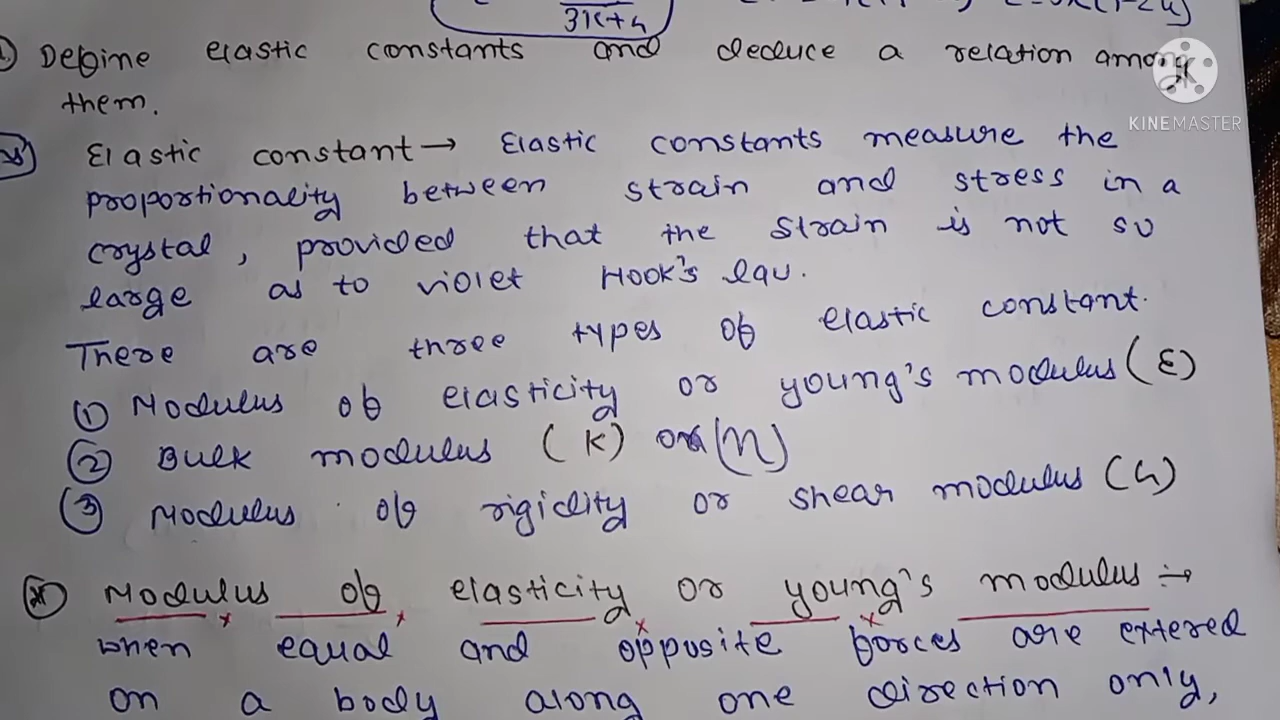 3K+G
Define elastic constants and deduce a relation among
them.
KINEMASTER
Elastic constant → Elastic constants measure the
proportionality between strain and stress in a
crystal, provided that the strain is not so
large as to violet Hook's equ.
There are three types of elastic constant.
① Modulus of elasticity or young's modulus (E)
② Bulk modulus (K) or (η)
③ Modulus of rigidity or shear modulus (G)
Modulus of elasticity or young's modulus :→
when equal and opposite forces are extered
on a body along one direction only,